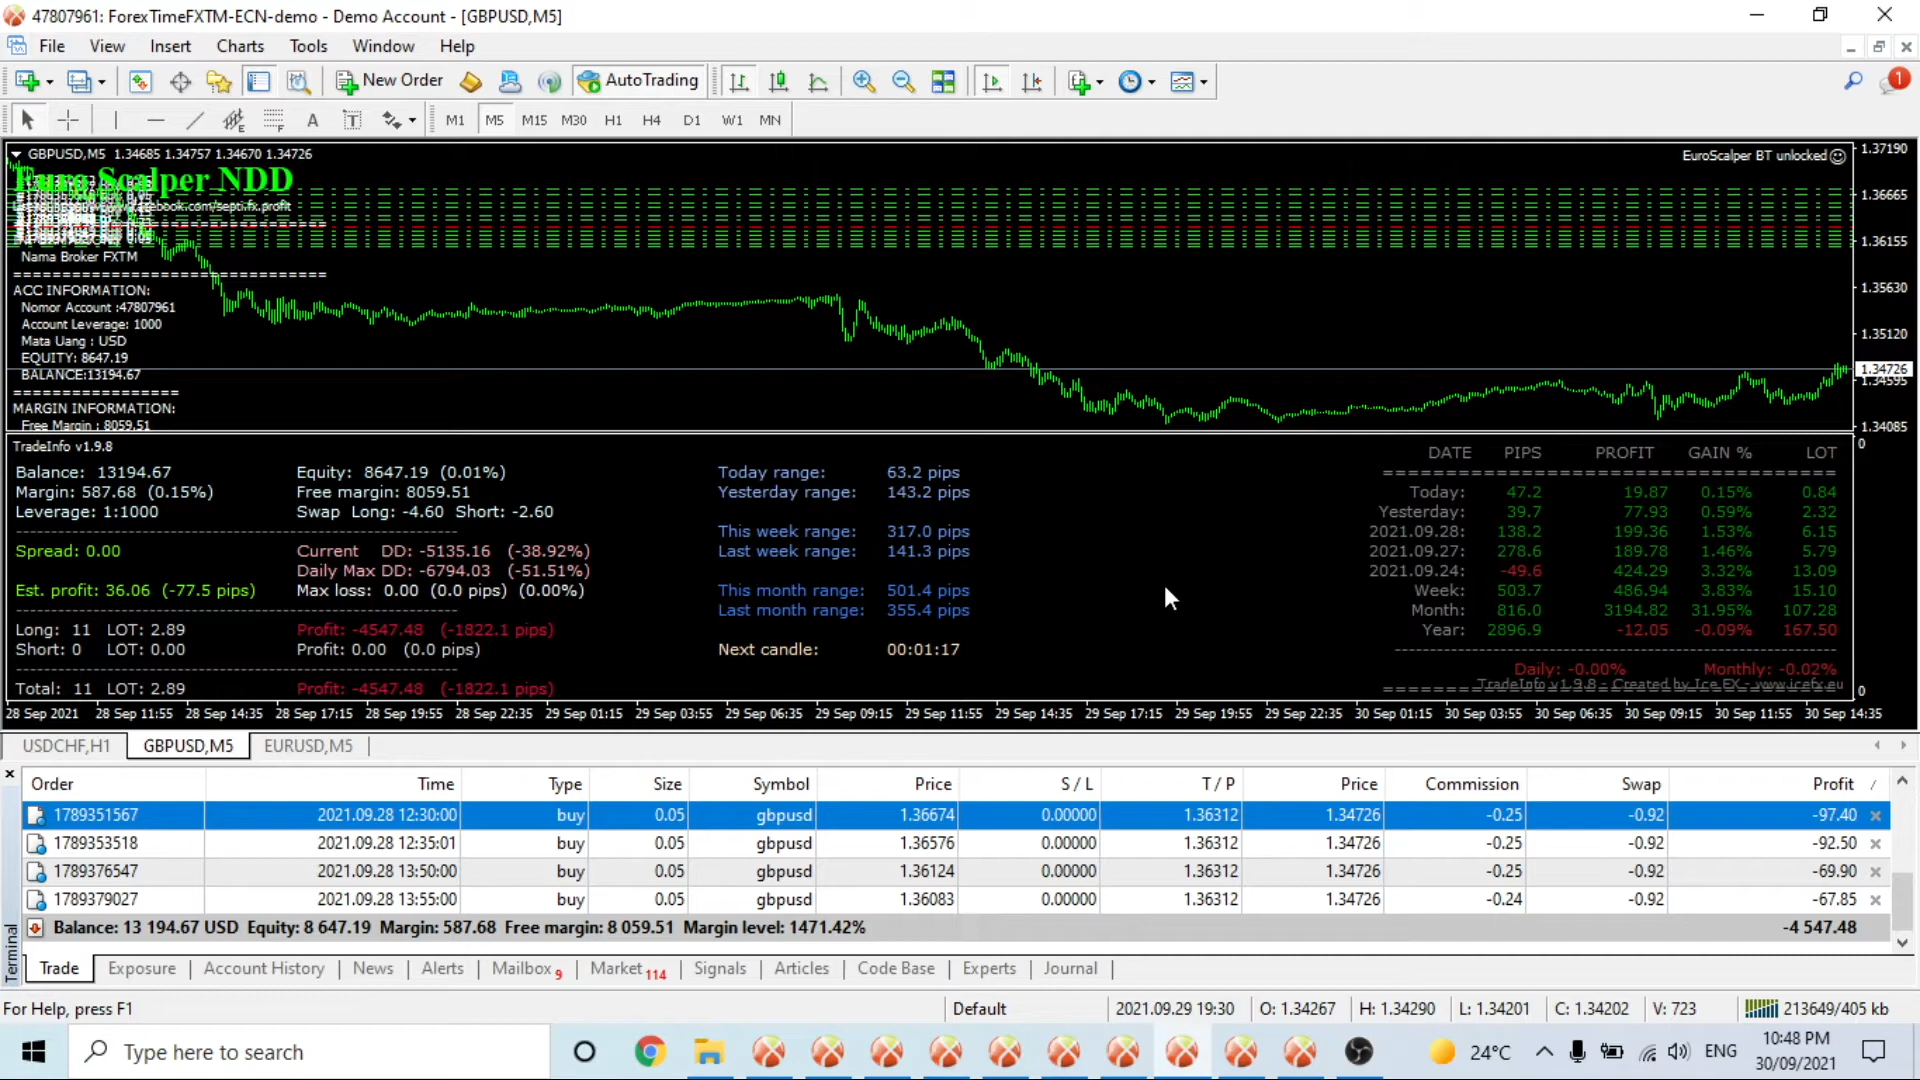 47807961: ForexTimeFXTM-ECN-demo - Demo Account - [GBPUSD,M5]
File View Insert Charts Tools Window Help
New Order AutoTrading
1
A T M1 M5 M15 M30 H1 H4 D1 W1 MN
GBPUSD,M5 1.34685 1.34757 1.34670 1.34726
EuroScalper BT unlocked
Euro Scalper NDD
Nama Broker FXTM
==============================
ACC INFORMATION:
Nomor Account :47807961
Account Leverage: 1000
Mata Uang : USD
EQUITY: 8647.19
BALANCE:13194.67
================
MARGIN INFORMATION:
Free Margin : 8059.51
1.37190
1.36665
1.36155
1.35630
1.35120
1.34726
1.34595
1.34085
TradeInfo v1.9.8
0
Balance: 13194.67 Equity: 8647.19 (0.01%)
Margin: 587.68 (0.15%) Free margin: 8059.51
Leverage: 1:1000 Swap Long: -4.60 Short: -2.60
Spread: 0.00 Current DD: -5135.16 (-38.92%)
Daily Max DD: -6794.03 (-51.51%)
Est. profit: 36.06 (-77.5 pips) Max loss: 0.00 (0.0 pips) (0.00%)
Long: 11 LOT: 2.89 Profit: -4547.48 (-1822.1 pips)
Short: 0 LOT: 0.00 Profit: 0.00 (0.0 pips)
Total: 11 LOT: 2.89 Profit: -4547.48 (-1822.1 pips)
Today range: 63.2 pips
Yesterday range: 143.2 pips
This week range: 317.0 pips
Last week range: 141.3 pips
This month range: 501.4 pips
Last month range: 355.4 pips
Next candle: 00:01:17
DATE PIPS PROFIT GAIN % LOT
Today: 47.2 19.87 0.15% 0.84
Yesterday: 39.7 77.93 0.59% 2.32
2021.09.28: 138.2 199.36 1.53% 6.15
2021.09.27: 278.6 189.78 1.46% 5.79
2021.09.24: -49.6 424.29 3.32% 13.09
Week: 503.7 486.94 3.83% 15.10
Month: 816.0 3194.82 31.95% 107.28
Year: 2896.9 -12.05 -0.09% 167.50
Daily: -0.00% Monthly: -0.02%
TradeInfo v1.9.8 - Created by Ice FX - www.icefx.eu
0
28 Sep 2021 28 Sep 11:55 28 Sep 14:35 28 Sep 17:15 28 Sep 19:55 28 Sep 22:35 29 Sep 01:15 29 Sep 03:55 29 Sep 06:35 29 Sep 09:15 29 Sep 11:55 29 Sep 14:35 29 Sep 17:15 29 Sep 19:55 29 Sep 22:35 30 Sep 01:15 30 Sep 03:55 30 Sep 06:35 30 Sep 09:15 30 Sep 11:55 30 Sep 14:35
USDCHF,H1 GBPUSD,M5 EURUSD,M5
Order Time Type Size Symbol Price S / L T / P Price Commission Swap Profit /
1789351567 2021.09.28 12:30:00 buy 0.05 gbpusd 1.36674 0.00000 1.36312 1.34726 -0.25 -0.92 -97.40
1789353518 2021.09.28 12:35:01 buy 0.05 gbpusd 1.36576 0.00000 1.36312 1.34726 -0.25 -0.92 -92.50
1789376547 2021.09.28 13:50:00 buy 0.05 gbpusd 1.36124 0.00000 1.36312 1.34726 -0.25 -0.92 -69.90
1789379027 2021.09.28 13:55:00 buy 0.05 gbpusd 1.36083 0.00000 1.36312 1.34726 -0.24 -0.92 -67.85
Balance: 13 194.67 USD Equity: 8 647.19 Margin: 587.68 Free margin: 8 059.51 Margin level: 1471.42% -4 547.48
Terminal
Trade Exposure Account History News Alerts Mailbox 9 Market 114 Signals Articles Code Base Experts Journal
For Help, press F1 Default 2021.09.29 19:30 O: 1.34267 H: 1.34290 L: 1.34201 C: 1.34202 V: 723 213649/405 kb
Type here to search 24°C ENG 10:48 PM
30/09/2021